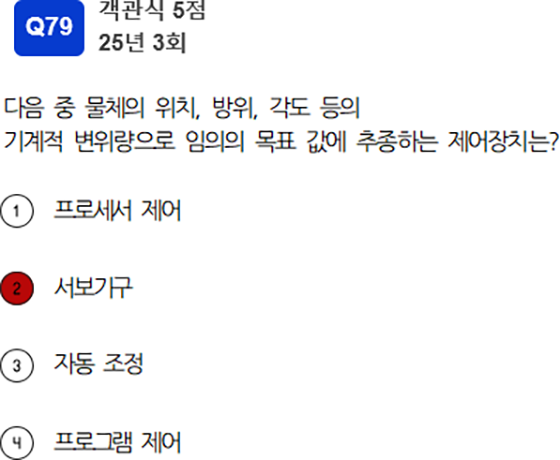 Q79
객관식 5점
25년 3회
다음 중 물체의 위치, 방위, 각도 등의
기계적 변위량으로 임의의 목표 값에 추종하는 제어장치는?
1 프로세서 제어
2 서보기구
3 자동 조정
4 프로그램 제어